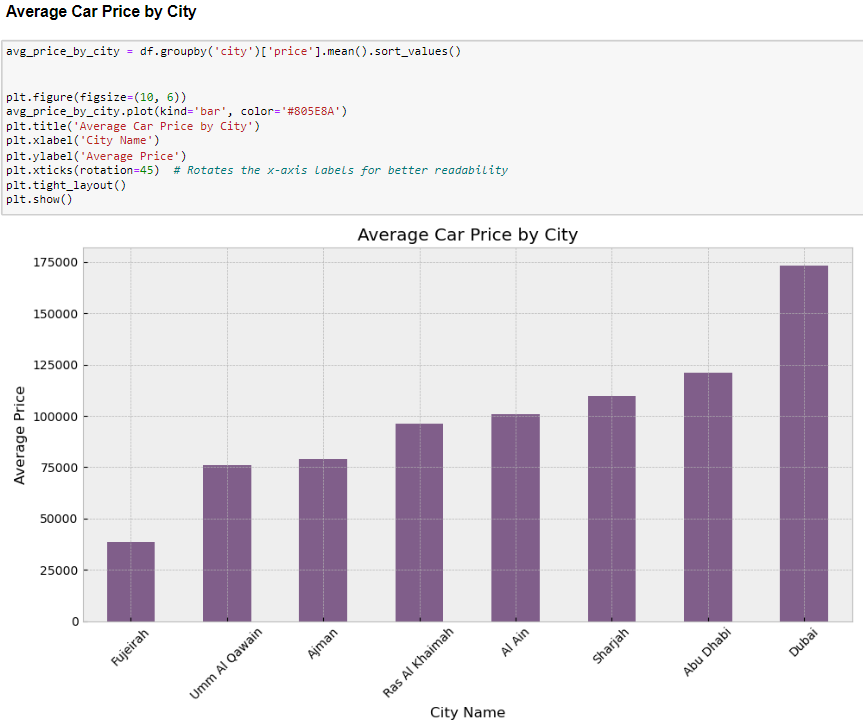 Average Car Price by City
avg_price_by_city = df.groupby('city')['price'].mean().sort_values()
plt.figure(figsize=(10, 6))
avg_price_by_city.plot(kind='bar', color='#805E8A')
plt.title('Average Car Price by City')
plt.xlabel('City Name')
plt.ylabel('Average Price')
plt.xticks(rotation=45)  # Rotates the x-axis labels for better readability
plt.tight_layout()
plt.show()
Average Car Price by City
175000
150000
125000
100000
75000
50000
25000
0
Average Price
Fujeirah
Umm Al Qawain
Ajman
Ras Al Khaimah
Al Ain
Sharjah
Abu Dhabi
Dubai
City Name